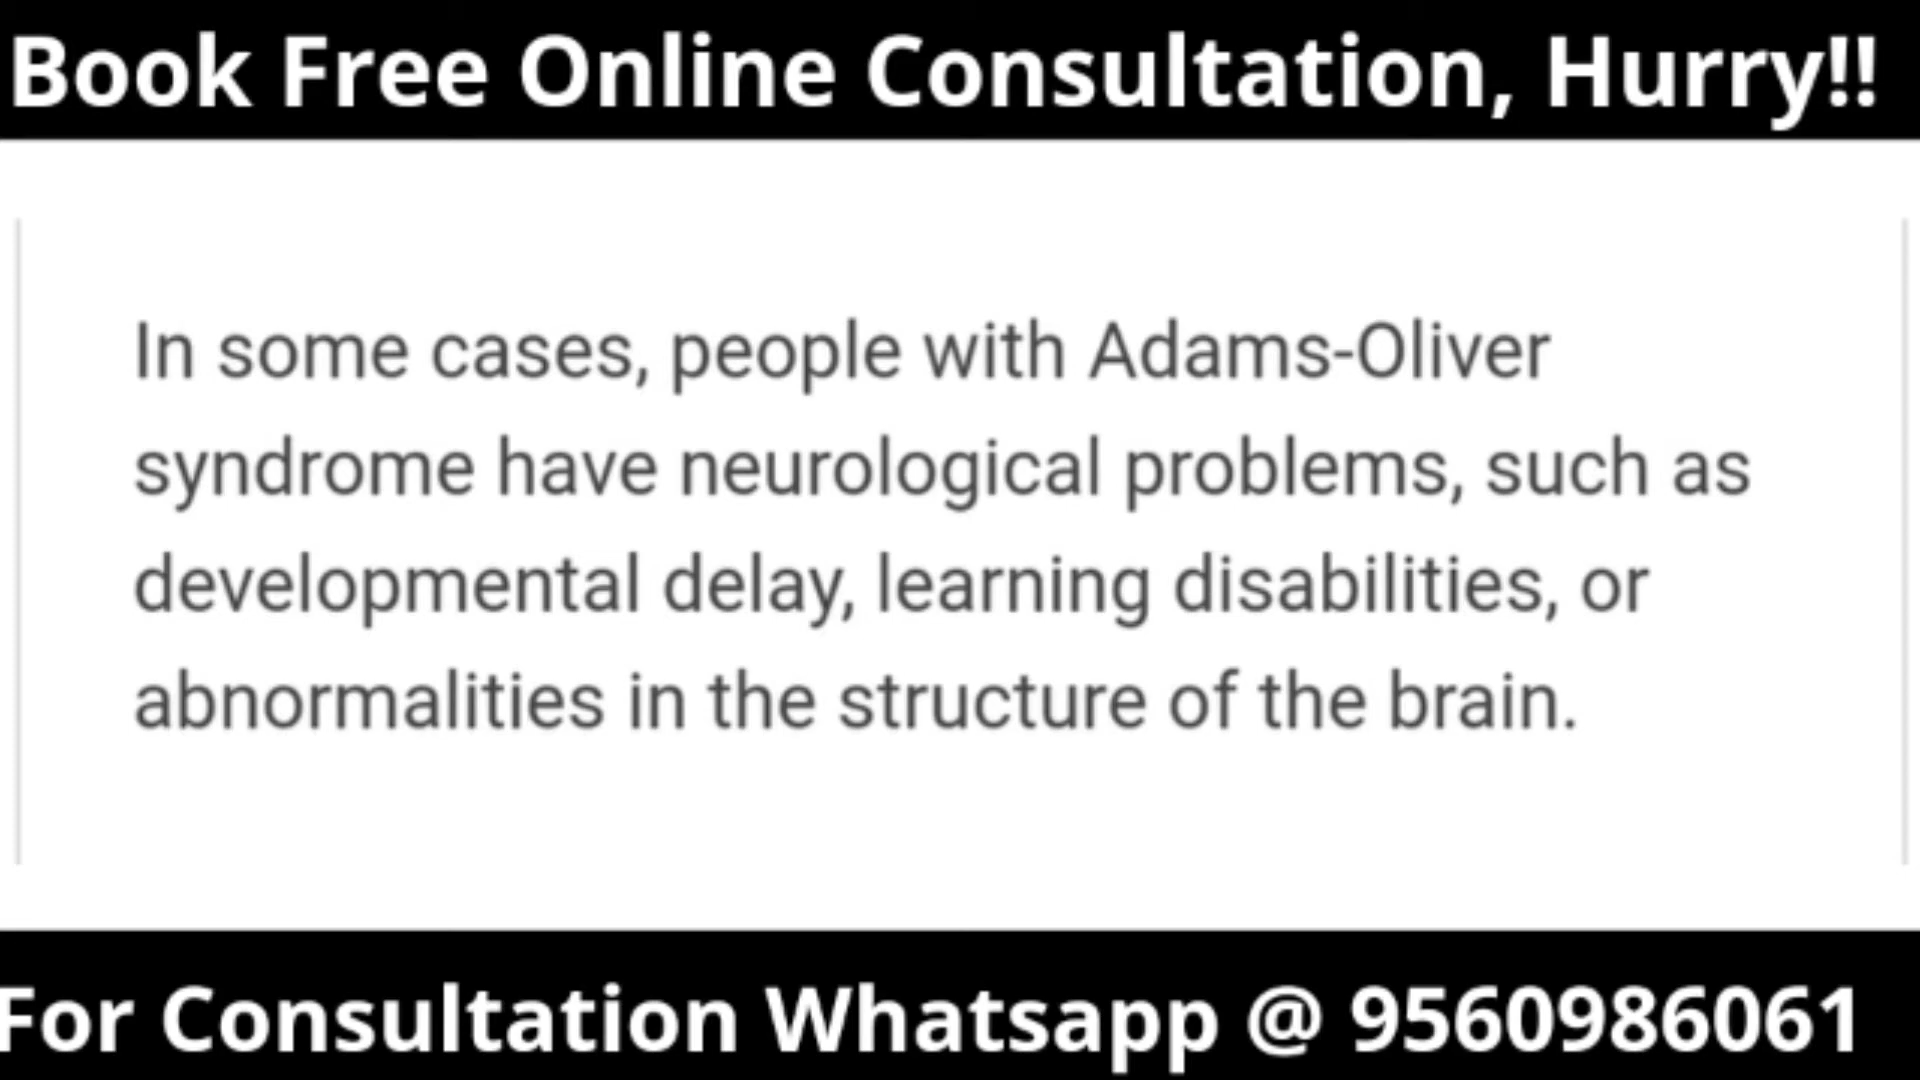 Book Free Online Consultation, Hurry!!
In some cases, people with Adams-Oliver
syndrome have neurological problems, such as
developmental delay, learning disabilities, or
abnormalities in the structure of the brain.
For Consultation Whatsapp @ 9560986061